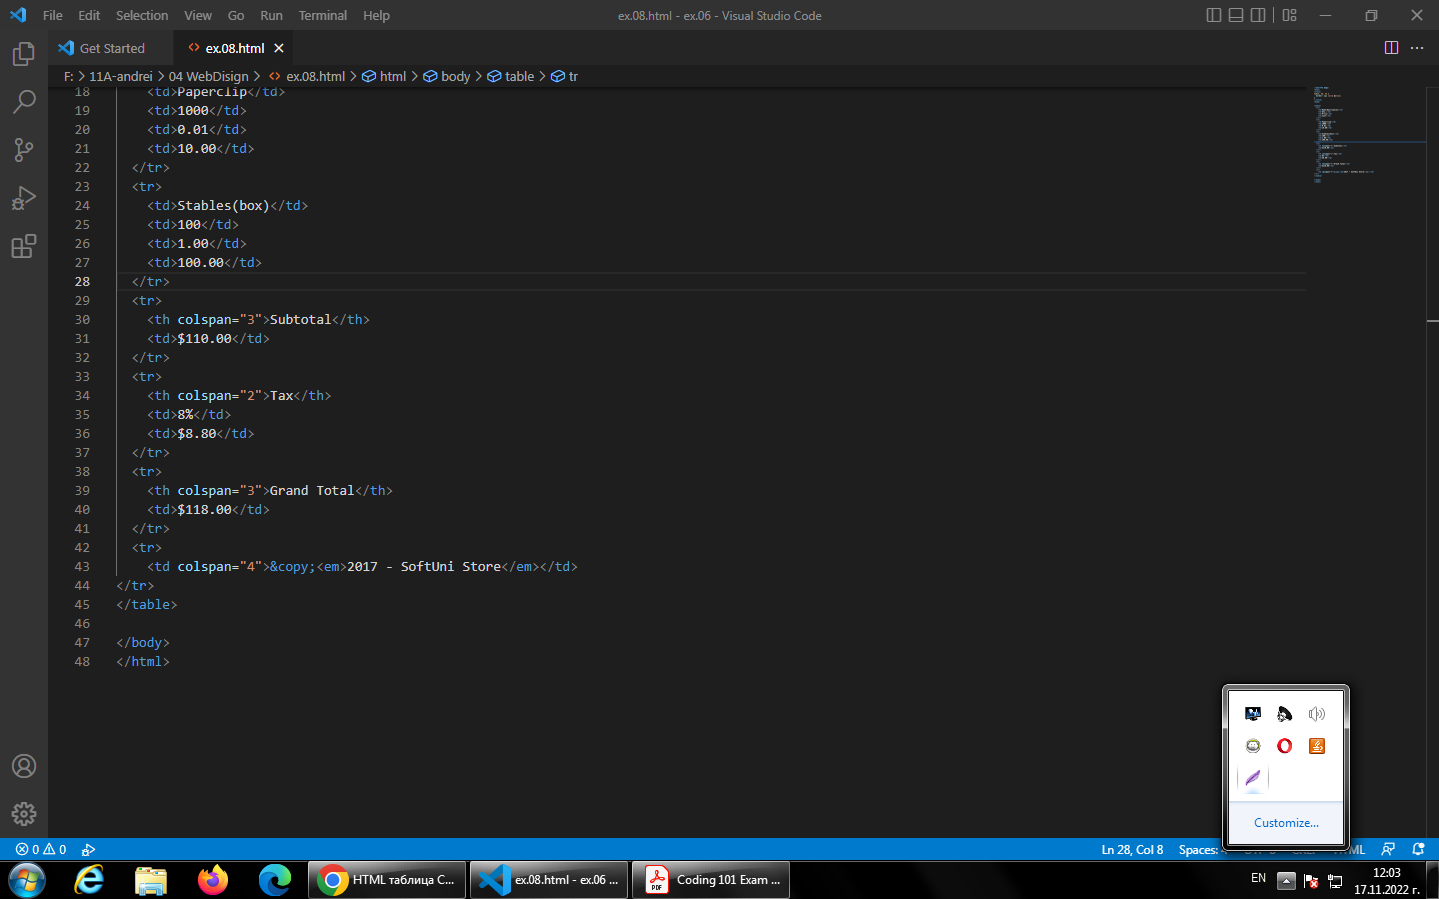 File Edit Selection View Go Run Terminal Help
ex.08.html - ex.06 - Visual Studio Code
Get Started
ex.08.html
F: > 11A-andrei > 04 WebDisign > ex.08.html > html > body > table > tr
18 <td>Paperclip</td>
19 <td>1000</td>
20 <td>0.01</td>
21 <td>10.00</td>
22 </tr>
23 <tr>
24 <td>Stables(box)</td>
25 <td>100</td>
26 <td>1.00</td>
27 <td>100.00</td>
28 </tr>
29 <tr>
30 <th colspan="3">Subtotal</th>
31 <td>$110.00</td>
32 </tr>
33 <tr>
34 <th colspan="2">Tax</th>
35 <td>8%</td>
36 <td>$8.80</td>
37 </tr>
38 <tr>
39 <th colspan="3">Grand Total</th>
40 <td>$118.00</td>
41 </tr>
42 <tr>
43 <td colspan="4">&copy;<em>2017 - SoftUni Store</em></td>
44 </tr>
45 </table>
46
47 </body>
48 </html>
Customize...
0 0
Ln 28, Col 8 Spaces:
HTML таблица С...
ex.08.html - ex.06 ...
PDF
Coding 101 Exam ...
EN
12:03
17.11.2022 г.